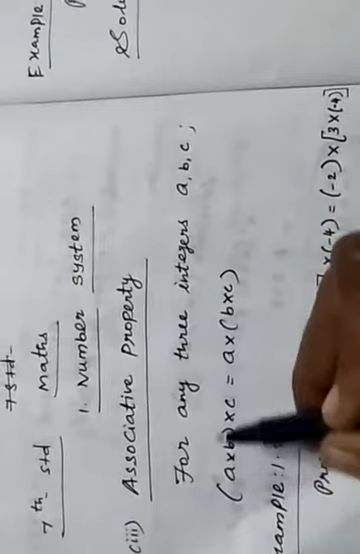 7std-
7th std Maths
1. Number System
(iii) Associative Property
For any three integers a, b, c ;
(axb)xc = ax(bxc)
x(-4) = (-2)x[3x(-4)]
Example